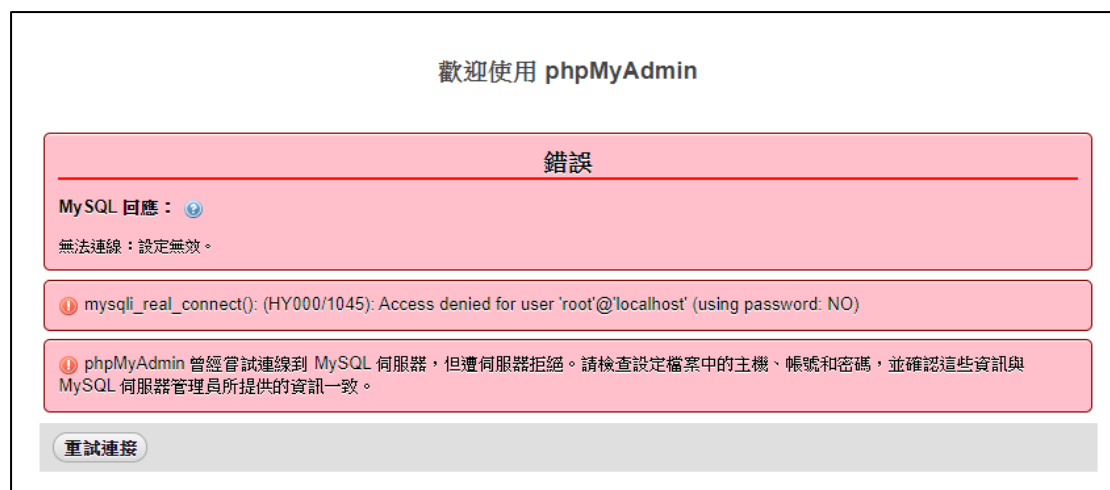 歡迎使用 phpMyAdmin
錯誤
MySQL 回應：
無法連線：設定無效。
mysqli_real_connect(): (HY000/1045): Access denied for user 'root'@'localhost' (using password: NO)
phpMyAdmin 曾經嘗試連線到 MySQL 伺服器，但遭伺服器拒絕。請檢查設定檔案中的主機、帳號和密碼，並確認這些資訊與
MySQL 伺服器管理員所提供的資訊一致。
重試連接